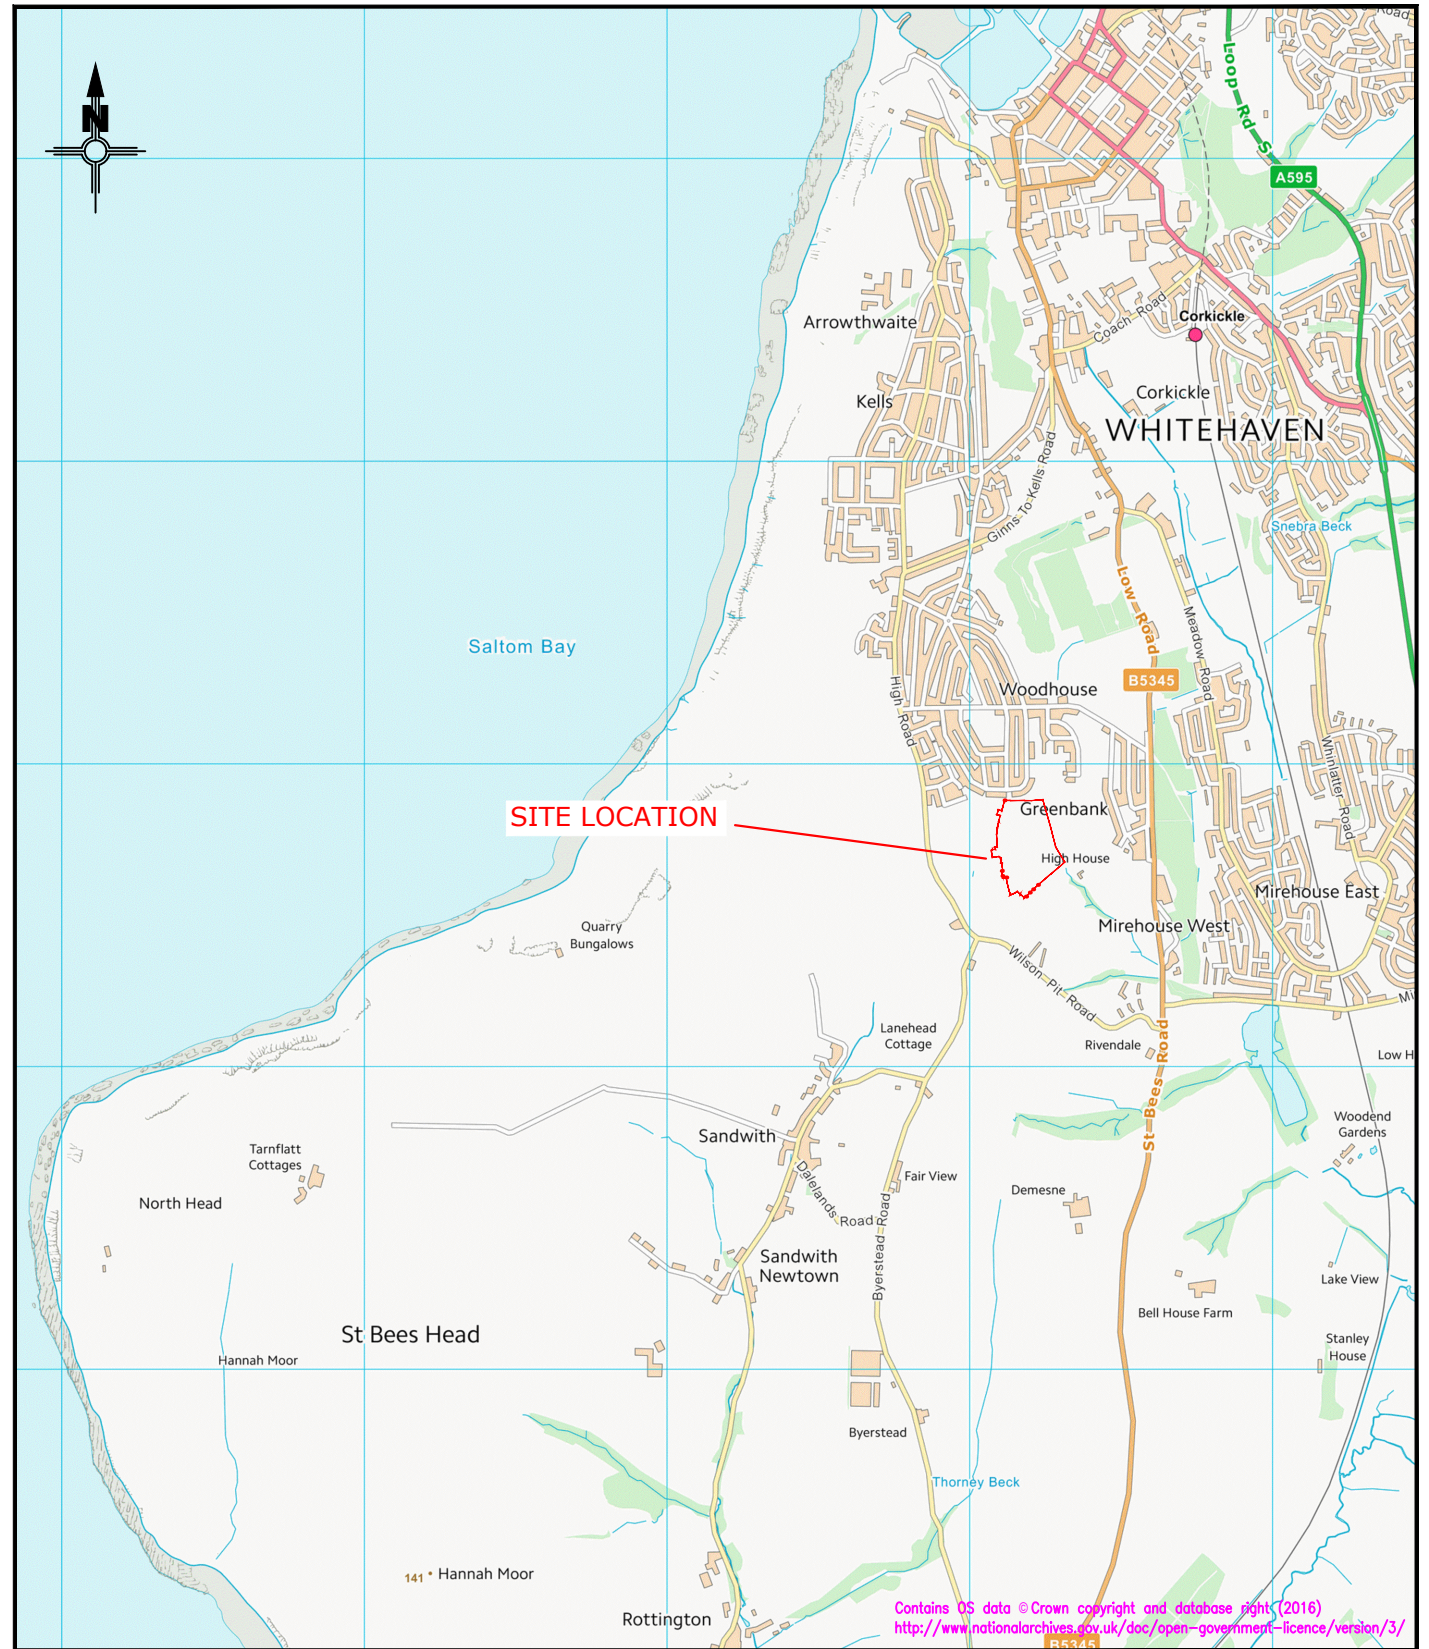 Road
Loop Rd S
A595
N
Corkickle
Coach Road
Arrowthwaite
Corkickle
Kells
WHITEHAVEN
Ginns To Kells Road
Snebra Beck
Low Road
Meadow Road
Saltom Bay
B5345
Woodhouse
High Road
Whinlatter Road
SITE LOCATION
Greenbank
High House
Mirehouse East
Mirehouse West
Quarry
Bungalows
Wilson Pit Road
Mi
Lanehead
Cottage
Rivendale
St Bees Road
Low H
Woodend
Gardens
Sandwith
Tarnflatt
Cottages
Dalelands Road
Fair View
Demesne
North Head
Byerstead Road
Sandwith
Newtown
Lake View
Bell House Farm
St Bees Head
Stanley
House
Hannah Moor
Byerstead
Thorney Beck
141 • Hannah Moor
Rottington
Contains OS data © Crown copyright and database right (2016)
http://www.nationalarchives.gov.uk/doc/open-government-licence/version/3/
B5345